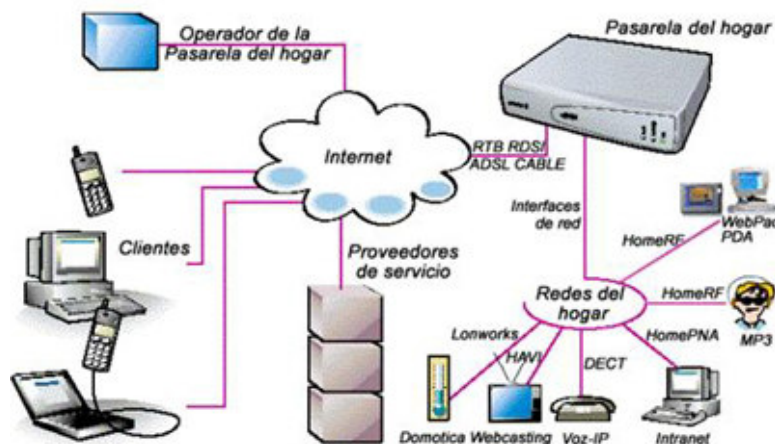 Operador de la
Pasarela del hogar
Pasarela del hogar
Internet
RTB RDSI
ADSL CABLE
Clientes
Proveedores
de servicio
Interfaces
de red
HomeRF
WebPad
PDA
Redes del
hogar
HomeRF
MP3
Lonworks
HAVI
DECT
HomePNA
Domotica
Webcasting
Voz-IP
Intranet